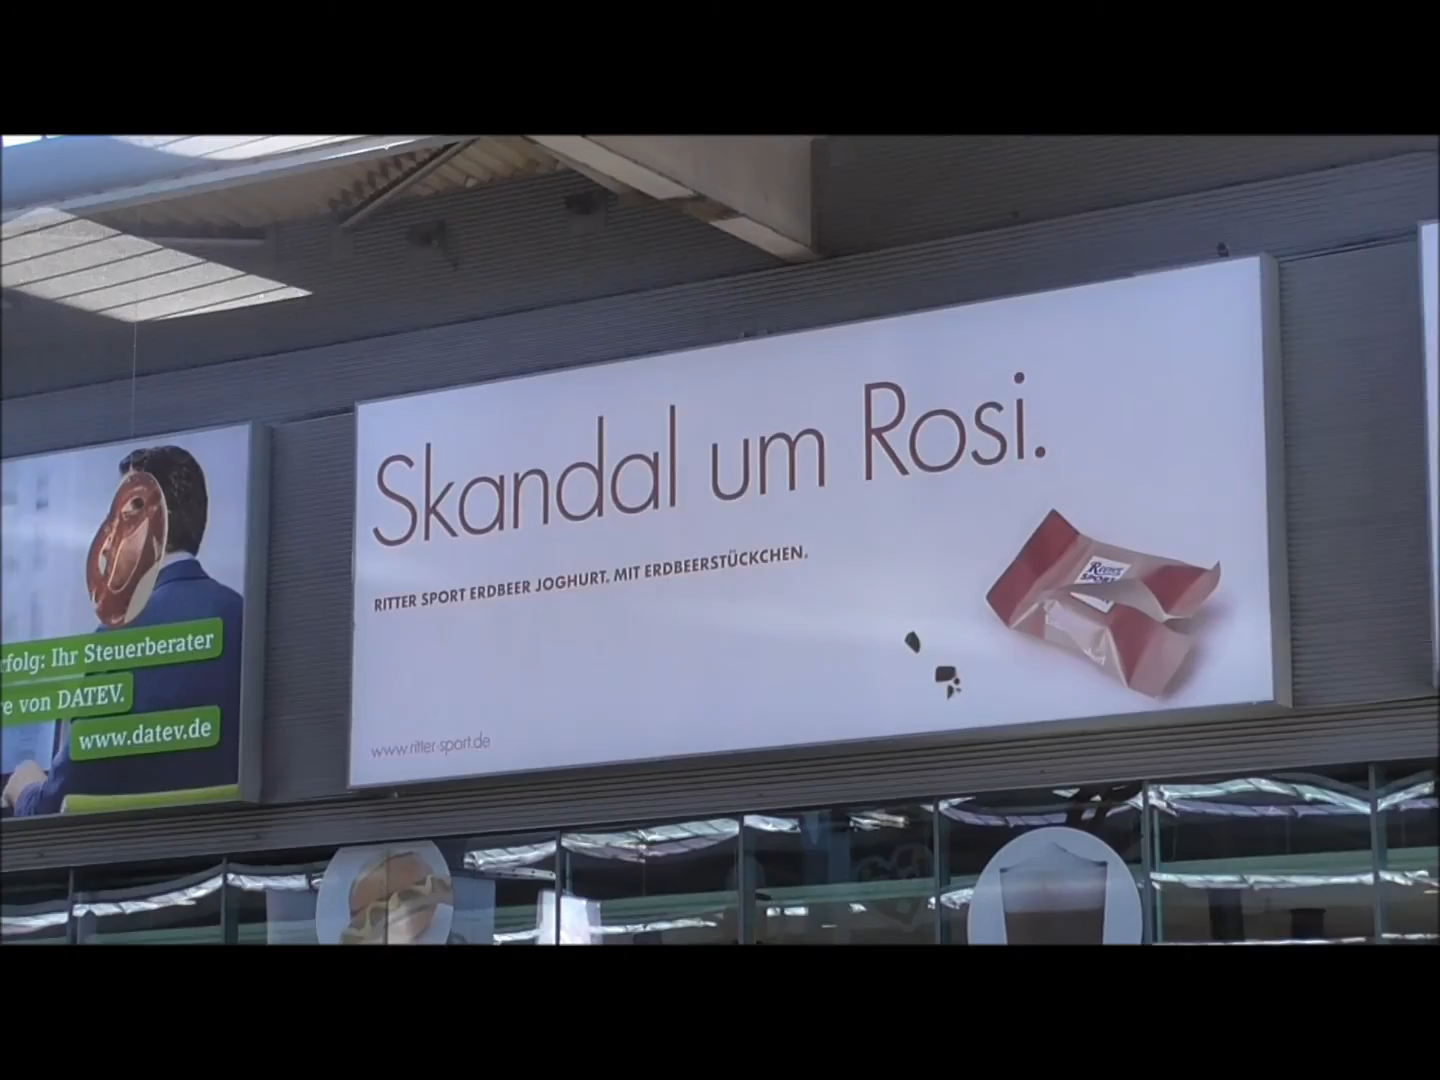 Skandal um Rosi.
RITTER SPORT ERDBEER JOGHURT. MIT ERDBEERSTÜCKCHEN.
Ritter
SPORT
www.ritter-sport.de
rfolg: Ihr Steuerberater
e von DATEV.
www.datev.de